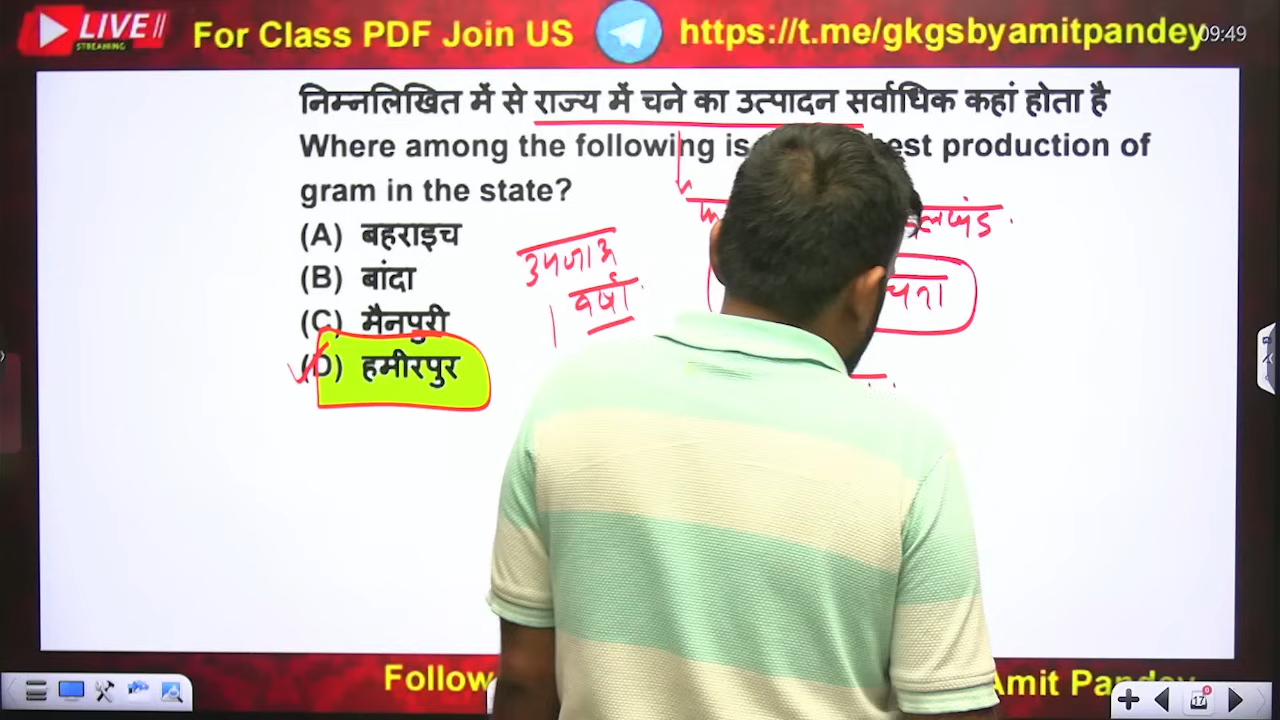 LIVE
STREAMING
For Class PDF Join US
https://t.me/gkgsbyamitpandey
09:49
निम्नलिखित में से राज्य में चने का उत्पादन सर्वाधिक कहां होता है
Where among the following is est production of
gram in the state?
(A) बहराइच
(B) बांदा
(C) मैनपुरी
(D) हमीरपुर
उपजाऊ
वर्षा
चना
Follow
Amit Pandey
17